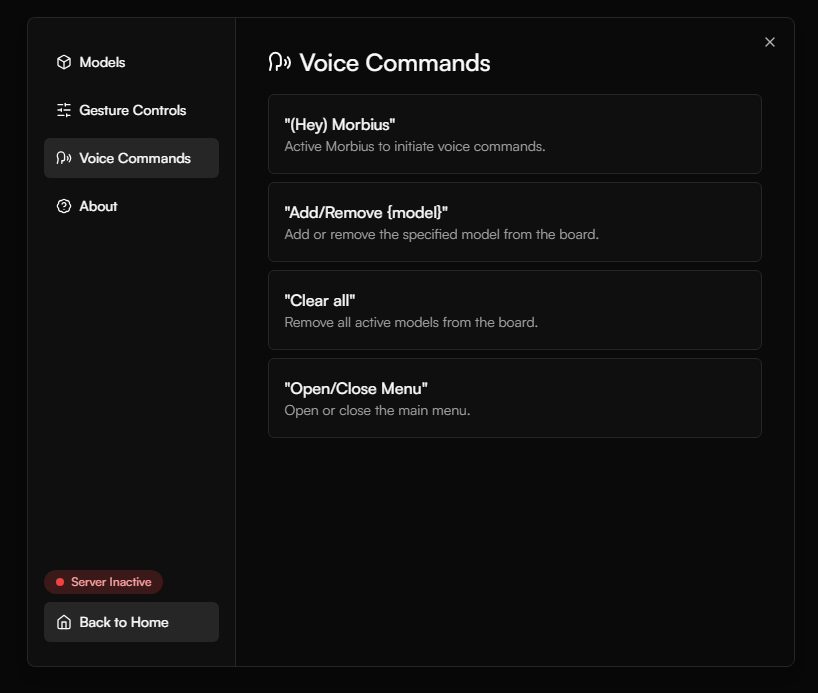 Models
Gesture Controls
Voice Commands
About
Server Inactive
Back to Home
Voice Commands
"(Hey) Morbius"
Active Morbius to initiate voice commands.
"Add/Remove {model}"
Add or remove the specified model from the board.
"Clear all"
Remove all active models from the board.
"Open/Close Menu"
Open or close the main menu.